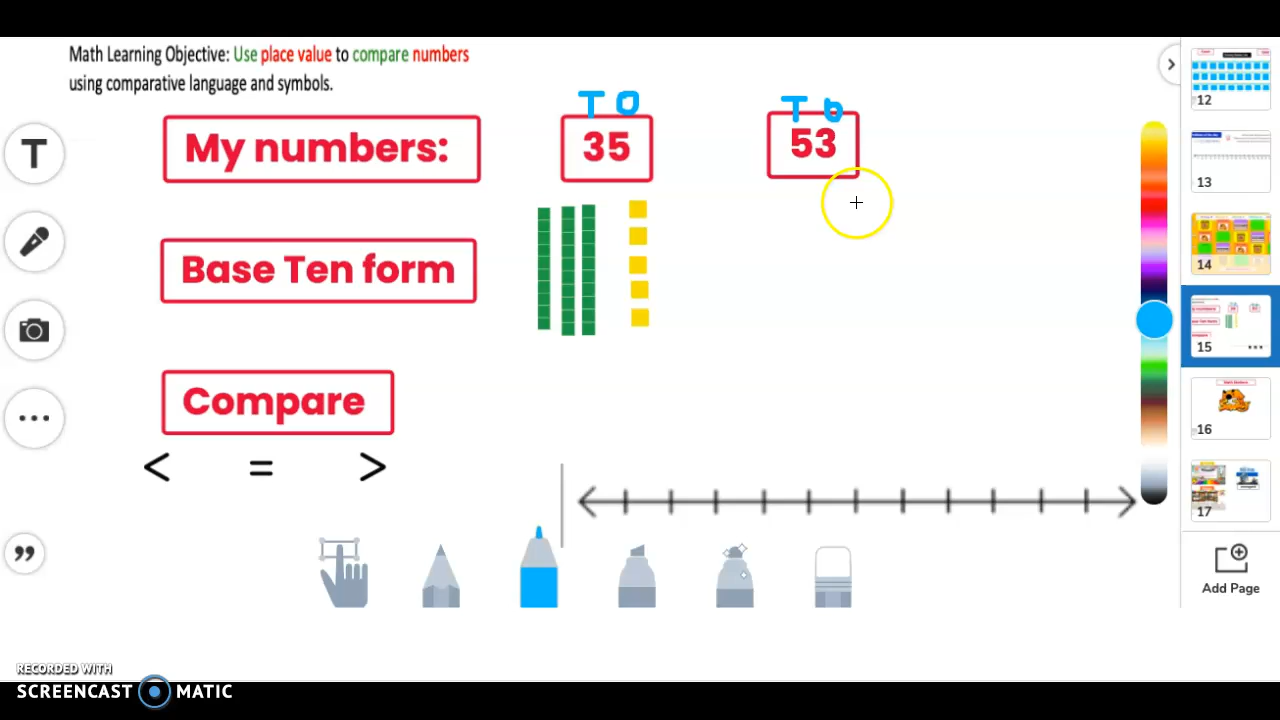 Math Learning Objective: Use place value to compare numbers
using comparative language and symbols.
T O
T O
My numbers:
35
53
Base Ten form
Compare
< = >
T
12
13
14
15
16
17
Add Page
RECORDED WITH
SCREENCAST MATIC